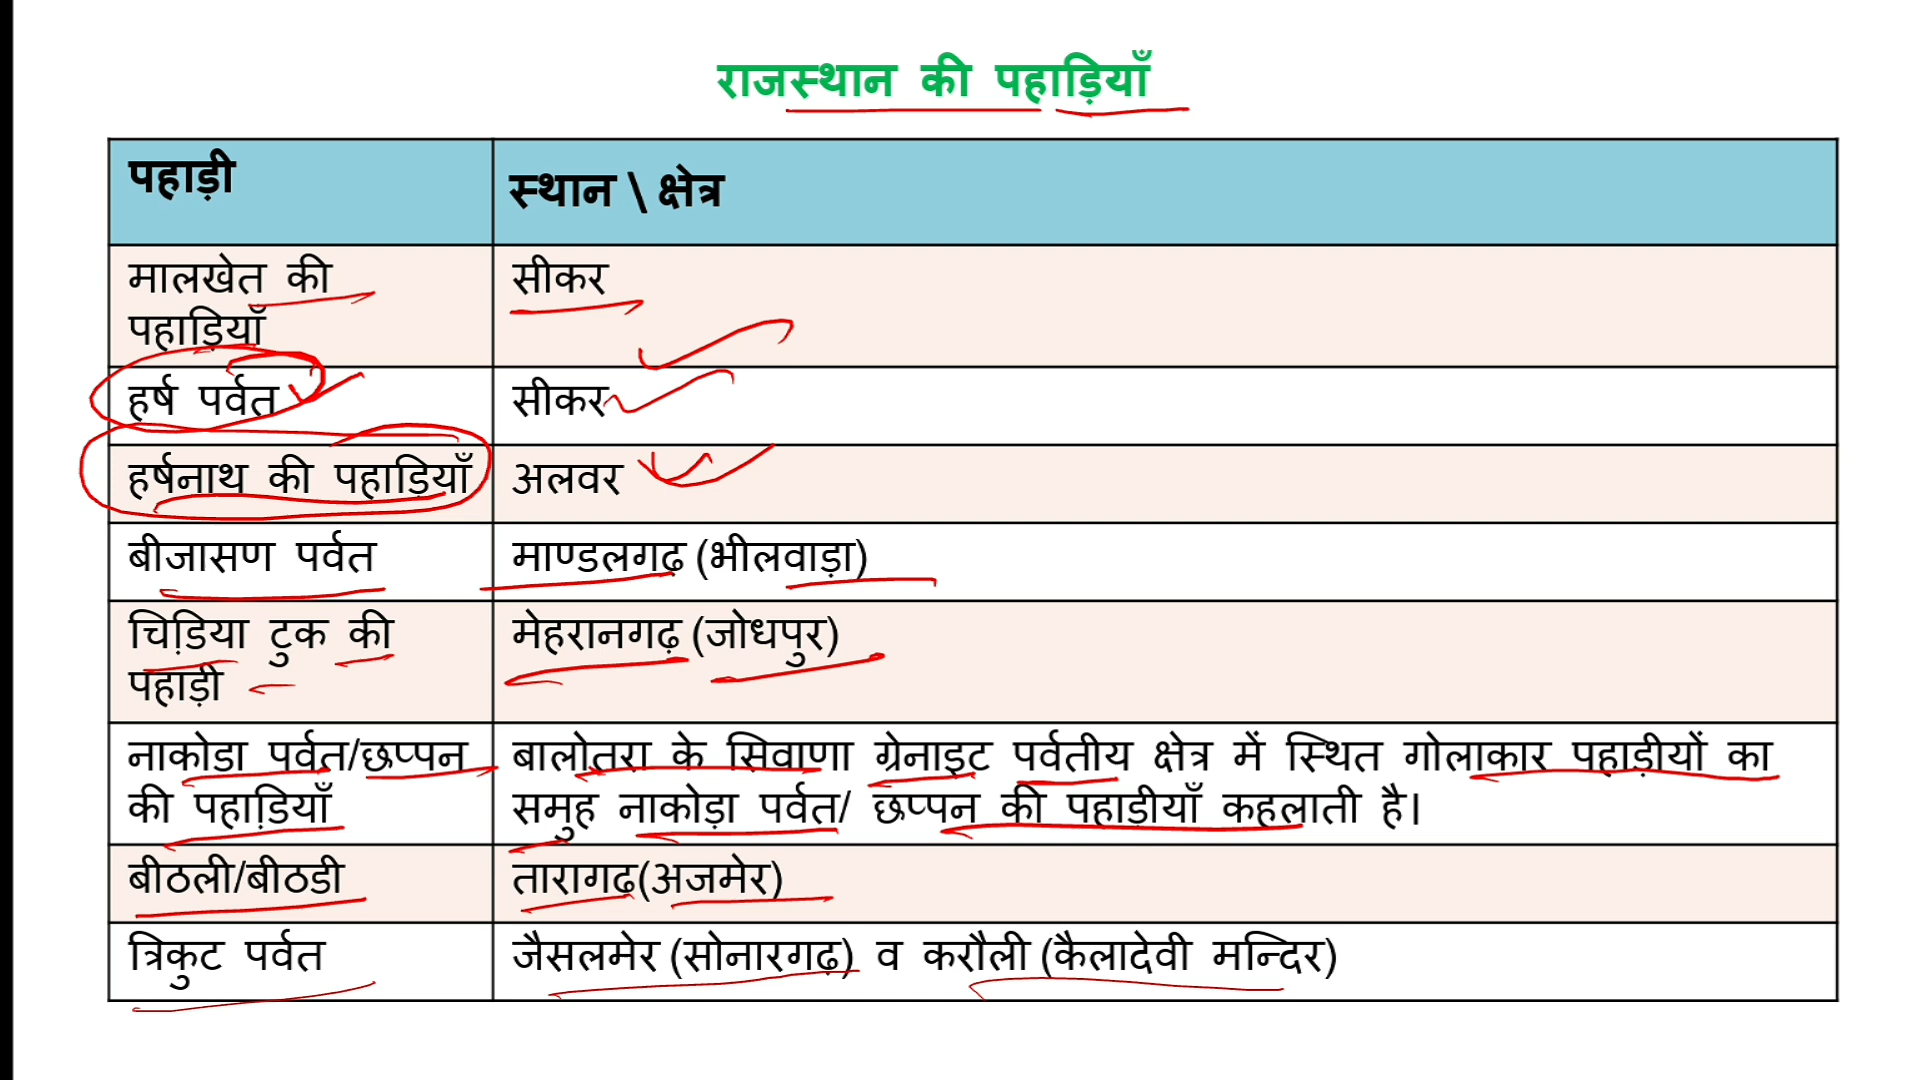 राजस्थान की पहाड़ियाँ
पहाड़ी
स्थान \ क्षेत्र
मालखेत की
पहाडियाँ
सीकर
हर्ष पर्वत
सीकर
हर्षनाथ की पहाडियाँ
अलवर
बीजासण पर्वत
माण्डलगढ (भीलवाड़ा)
चिडि़या टुक की
पहाड़ी
मेहरानगढ़ (जोधपुर)
नाकोडा पर्वत/छप्पन
की पहाडि़याँ
बालोतरा के सिवाणा ग्रेनाइट पर्वतीय क्षेत्र में स्थित गोलाकार पहाड़ीयों का
समुह नाकोड़ा पर्वत/ छप्पन की पहाडीयाँ कहलाती है।
बीठली/बीठडी
तारागढ(अजमेर)
त्रिकुट पर्वत
जैसलमेर (सोनारगढ) व करौली (कैलादेवी मन्दिर)